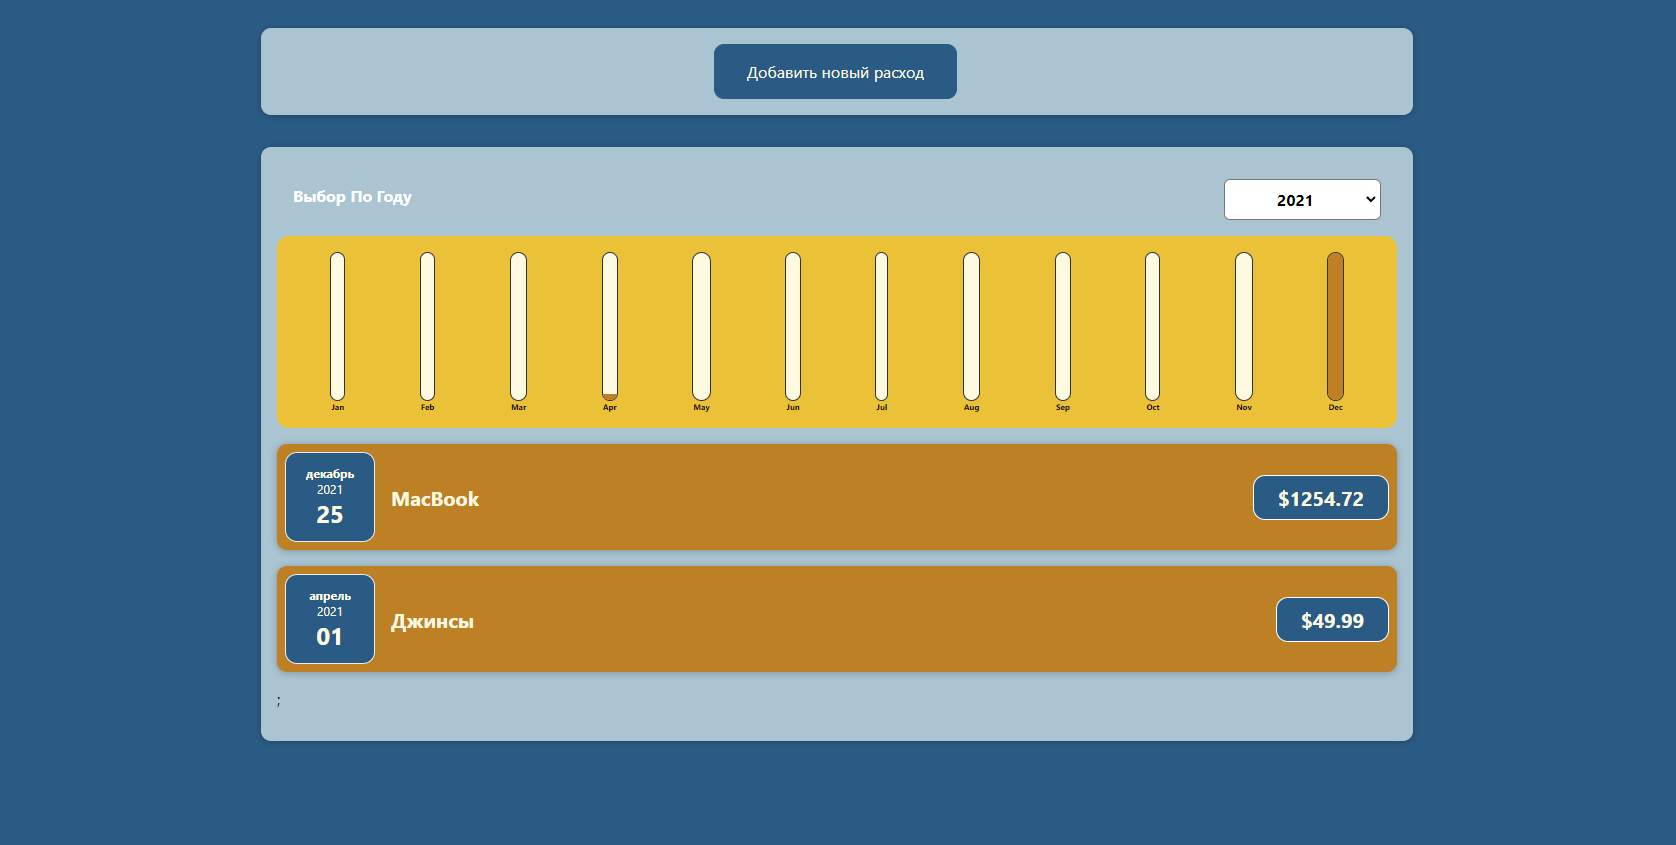 Добавить новый расход
Выбор По Году
2021
Jan Feb Mar Apr May Jun Jul Aug Sep Oct Nov Dec
декабрь
2021
25
MacBook
$1254.72
апрель
2021
01
Джинсы
$49.99
;